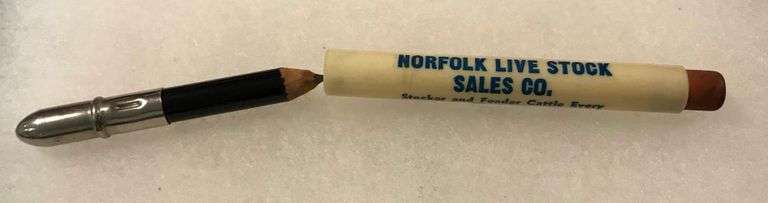 NORFOLK LIVE STOCK
SALES CO.
Stocker and Feeder Cattle Every